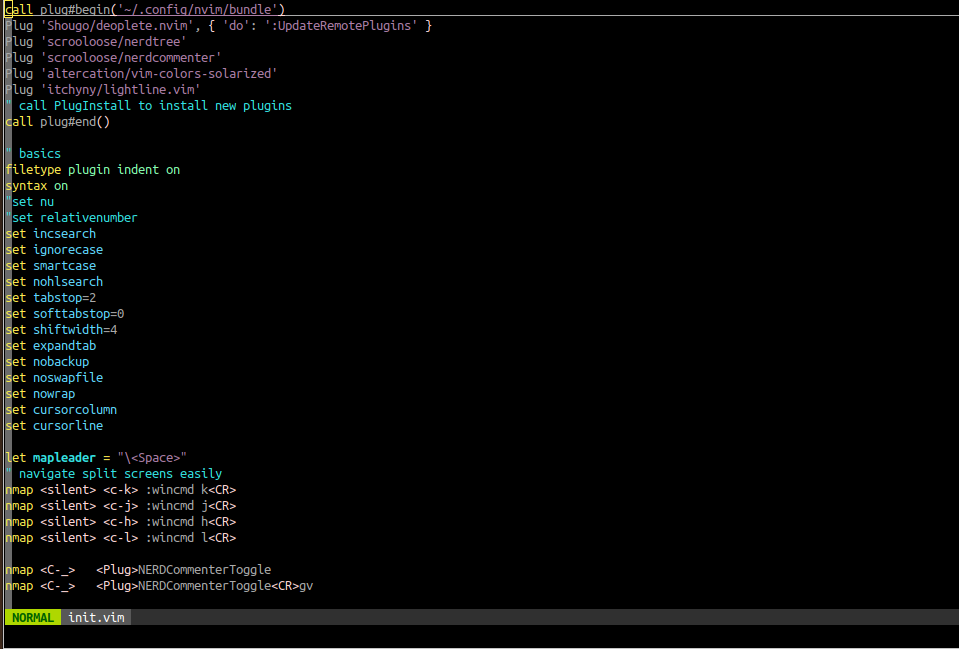 call plug#begin('~/.config/nvim/bundle')
Plug 'Shougo/deoplete.nvim', { 'do': ':UpdateRemotePlugins' }
Plug 'scrooloose/nerdtree'
Plug 'scrooloose/nerdcommenter'
Plug 'altercation/vim-colors-solarized'
Plug 'itchyny/lightline.vim'
" call PlugInstall to install new plugins
call plug#end()

" basics
filetype plugin indent on
syntax on
"set nu
"set relativenumber
set incsearch
set ignorecase
set smartcase
set nohlsearch
set tabstop=2
set softtabstop=0
set shiftwidth=4
set expandtab
set nobackup
set noswapfile
set nowrap
set cursorcolumn
set cursorline

let mapleader = "\<Space>"
" navigate split screens easily
nmap <silent> <c-k> :wincmd k<CR>
nmap <silent> <c-j> :wincmd j<CR>
nmap <silent> <c-h> :wincmd h<CR>
nmap <silent> <c-l> :wincmd l<CR>

nmap <C-_>   <Plug>NERDCommenterToggle
nmap <C-_>   <Plug>NERDCommenterToggle<CR>gv

NORMAL init.vim